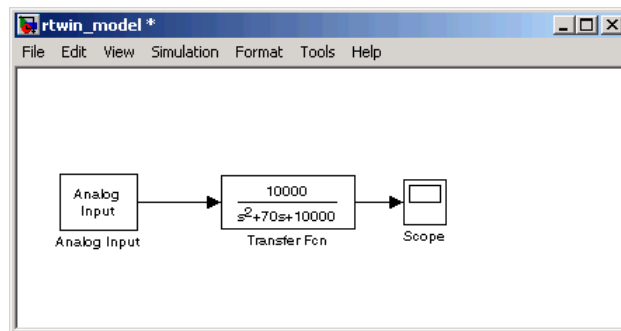 rtwin_model *
File Edit View Simulation Format Tools Help
Analog
Input
Analog Input
10000
s²+70s+10000
Transfer Fcn
Scope